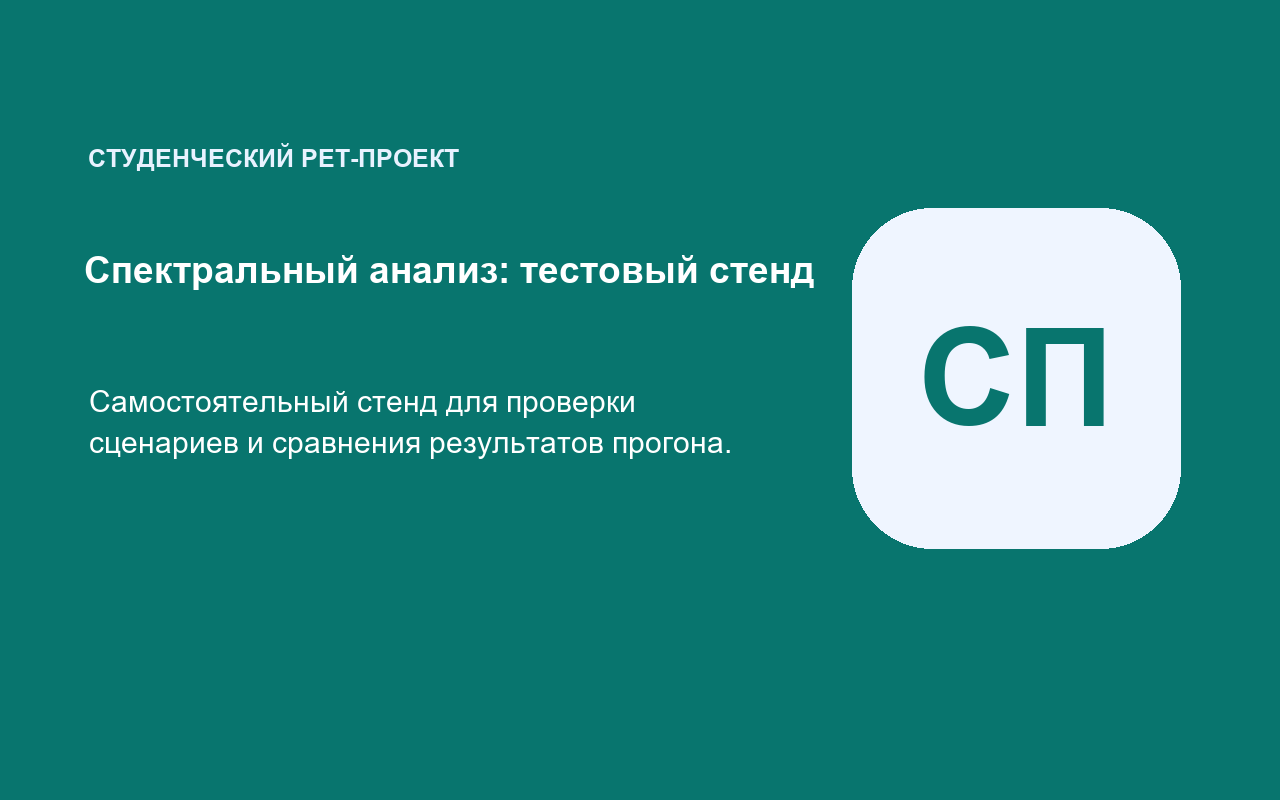 СТУДЕНЧЕСКИЙ PET-ПРОЕКТ
Спектральный анализ: тестовый стенд
Самостоятельный стенд для проверки
сценариев и сравнения результатов прогона.
СП